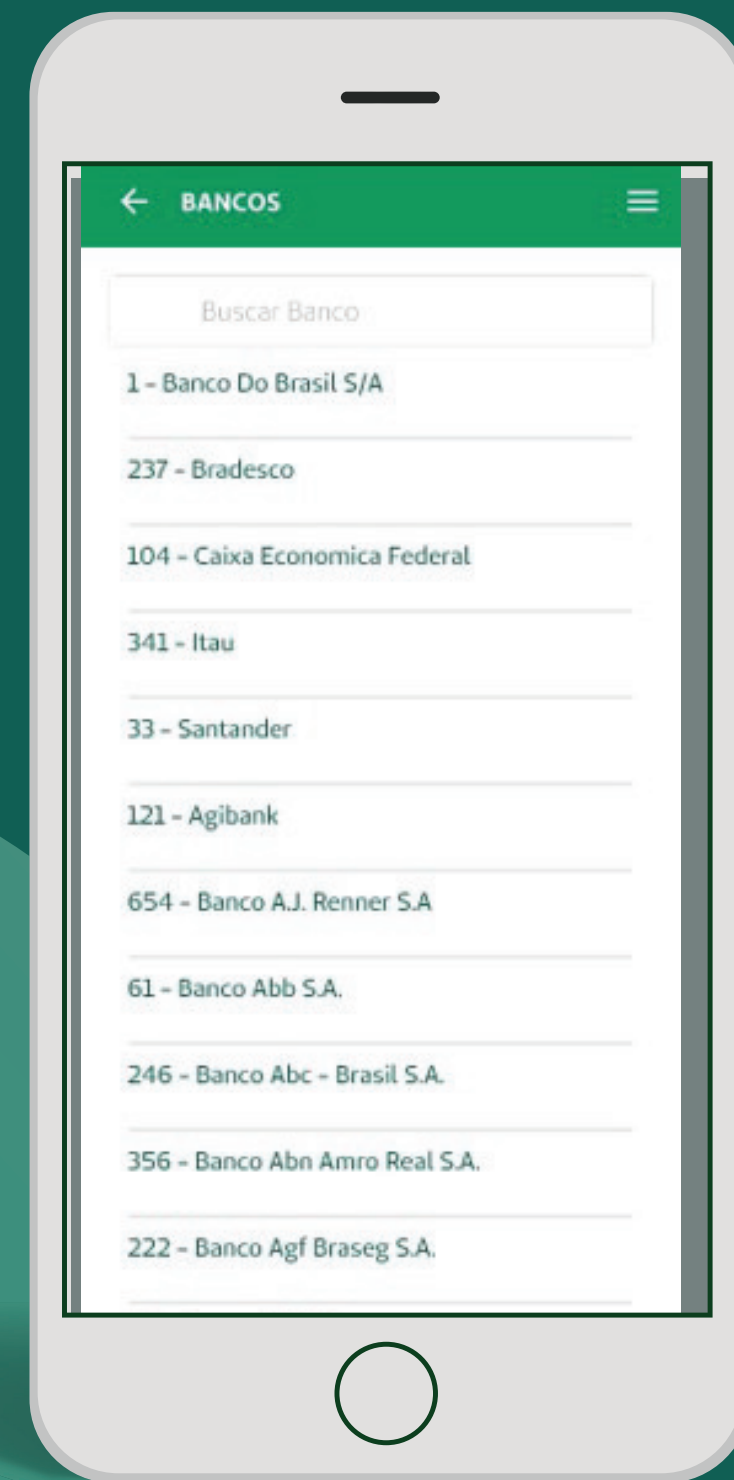 BANCOS
Buscar Banco
1 - Banco Do Brasil S/A
237 - Bradesco
104 - Caixa Economica Federal
341 - Itau
33 - Santander
121 - Agibank
654 - Banco A.J. Renner S.A
61 - Banco Abb S.A.
246 - Banco Abc - Brasil S.A.
356 - Banco Abn Amro Real S.A.
222 - Banco Agf Braseg S.A.